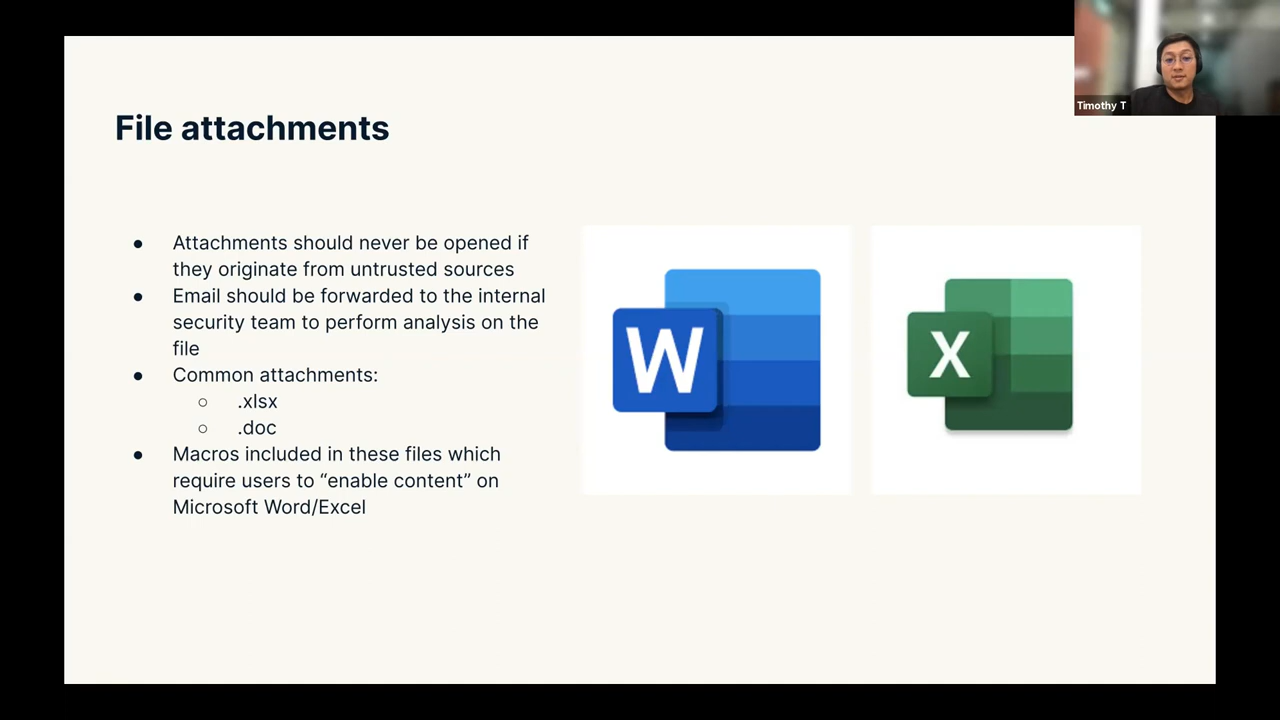 Timothy T
File attachments
● Attachments should never be opened if
they originate from untrusted sources
● Email should be forwarded to the internal
security team to perform analysis on the
file
● Common attachments:
○ .xlsx
○ .doc
● Macros included in these files which
require users to “enable content” on
Microsoft Word/Excel
W
X